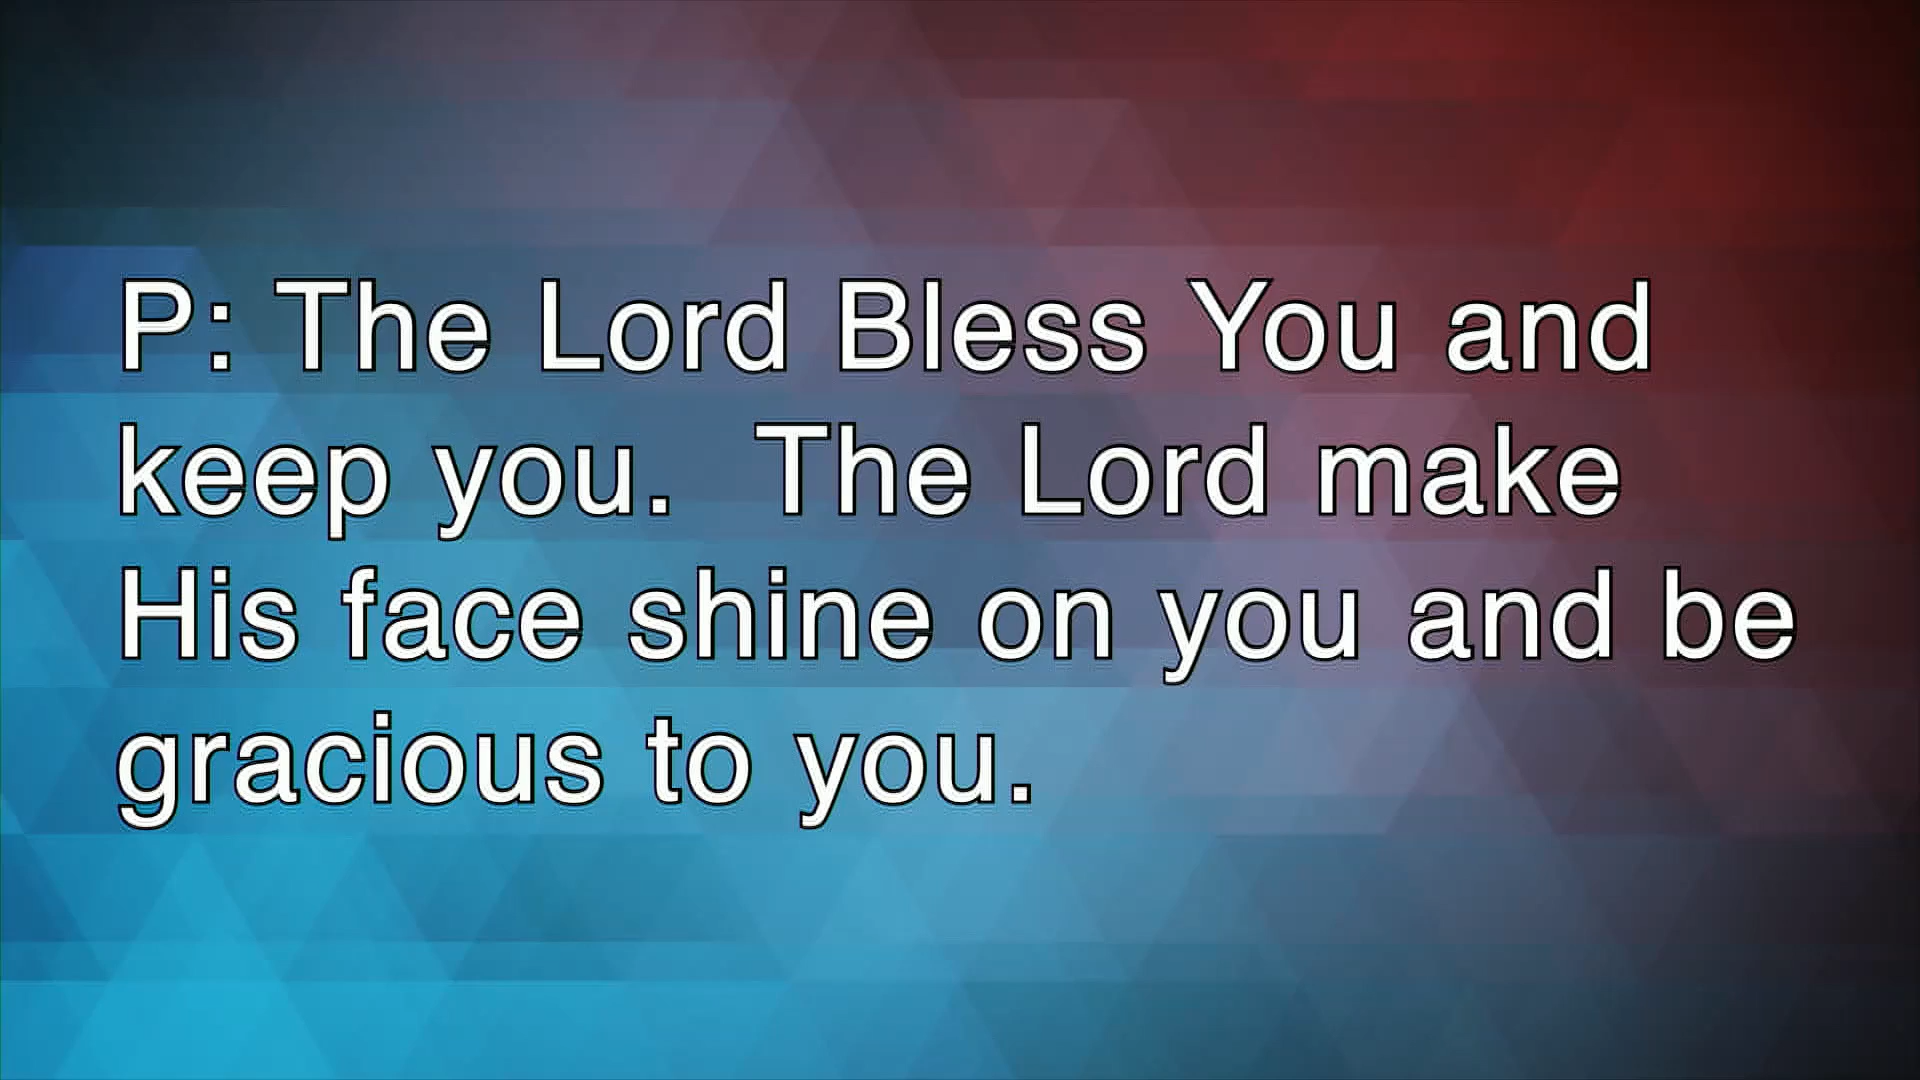 P: The Lord Bless You and
keep you.  The Lord make
His face shine on you and be
gracious to you.